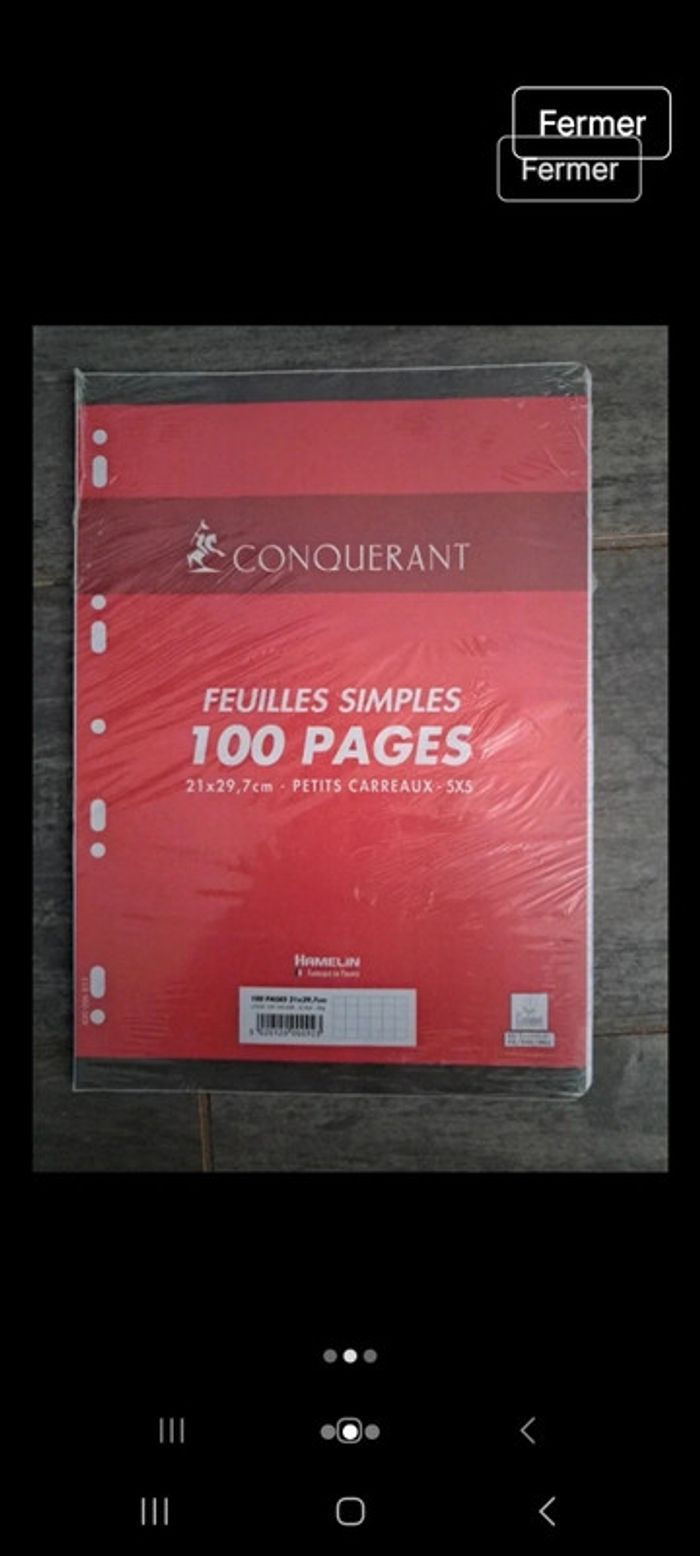 Fermer
Fermer
CONQUERANT
FEUILLES SIMPLES
100 PAGES
21x29,7cm - PETITS CARREAUX - 5X5
HAMELIN
100 PAGES 21x29,7cm